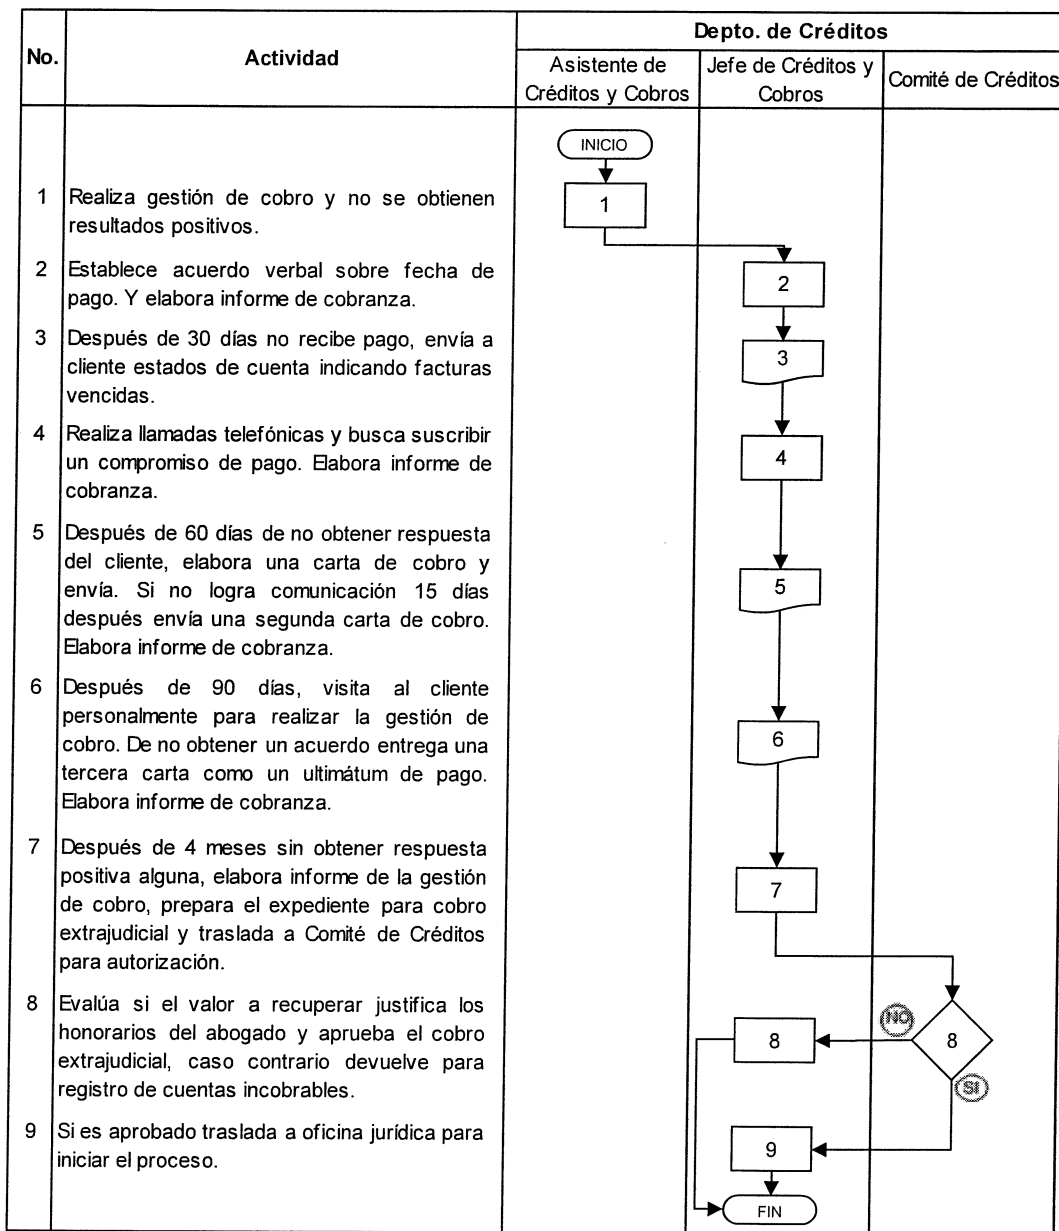 No.
Actividad
Depto. de Créditos
Asistente de
Créditos y Cobros
Jefe de Créditos y
Cobros
Comité de Créditos
INICIO
1 Realiza gestión de cobro y no se obtienen
resultados positivos.
1
2 Establece acuerdo verbal sobre fecha de
pago. Y elabora informe de cobranza.
2
3 Después de 30 días no recibe pago, envía a
cliente estados de cuenta indicando facturas
vencidas.
3
4 Realiza llamadas telefónicas y busca suscribir
un compromiso de pago. Elabora informe de
cobranza.
4
5 Después de 60 días de no obtener respuesta
del cliente, elabora una carta de cobro y
envía. Si no logra comunicación 15 días
después envía una segunda carta de cobro.
Elabora informe de cobranza.
5
6 Después de 90 días, visita al cliente
personalmente para realizar la gestión de
cobro. De no obtener un acuerdo entrega una
tercera carta como un ultimátum de pago.
Elabora informe de cobranza.
6
7 Después de 4 meses sin obtener respuesta
positiva alguna, elabora informe de la gestión
de cobro, prepara el expediente para cobro
extrajudicial y traslada a Comité de Créditos
para autorización.
7
8 Evalúa si el valor a recuperar justifica los
honorarios del abogado y aprueba el cobro
extrajudicial, caso contrario devuelve para
registro de cuentas incobrables.
8
NO
8
SI
9 Si es aprobado traslada a oficina jurídica para
iniciar el proceso.
9
FIN